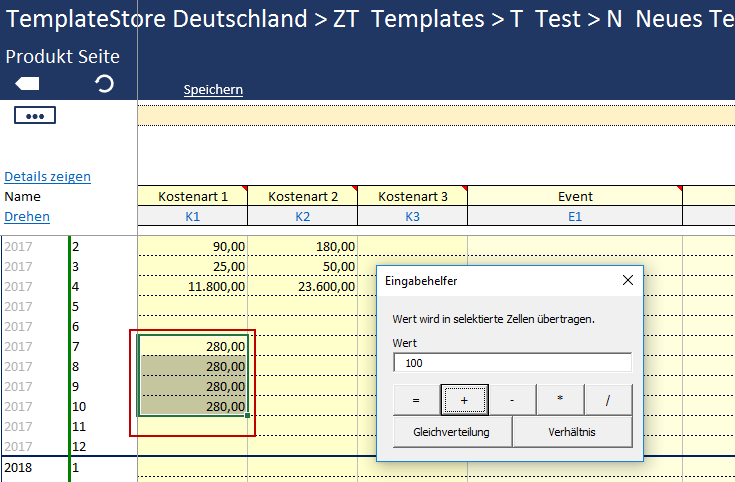 TemplateStore Deutschland > ZT Templates > T Test > N Neues Te
Produkt Seite
Speichern
•••
Details zeigen
Name Kostenart 1 Kostenart 2 Kostenart 3 Event
Drehen K1 K2 K3 E1
2017 2 90,00 180,00
2017 3 25,00 50,00
2017 4 11.800,00 23.600,00
2017 5
2017 6
2017 7 280,00
2017 8 280,00
2017 9 280,00
2017 10 280,00
2017 11
2017 12
2018 1
Eingabehelfer
Wert wird in selektierte Zellen übertragen.
Wert
100
= + - * /
Gleichverteilung Verhältnis